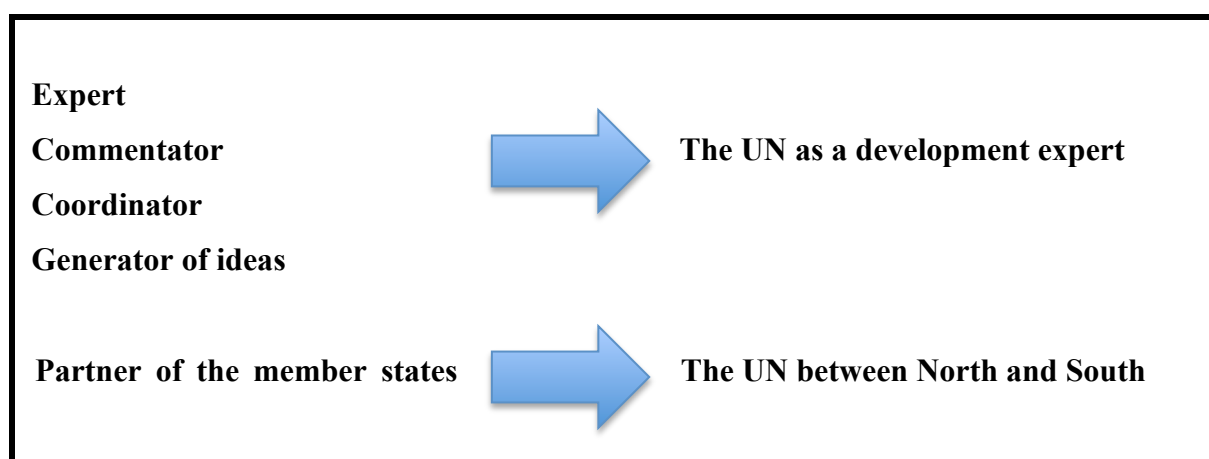 Expert
Commentator
The UN as a development expert
Coordinator
Generator of ideas
Partner of the member states
The UN between North and South